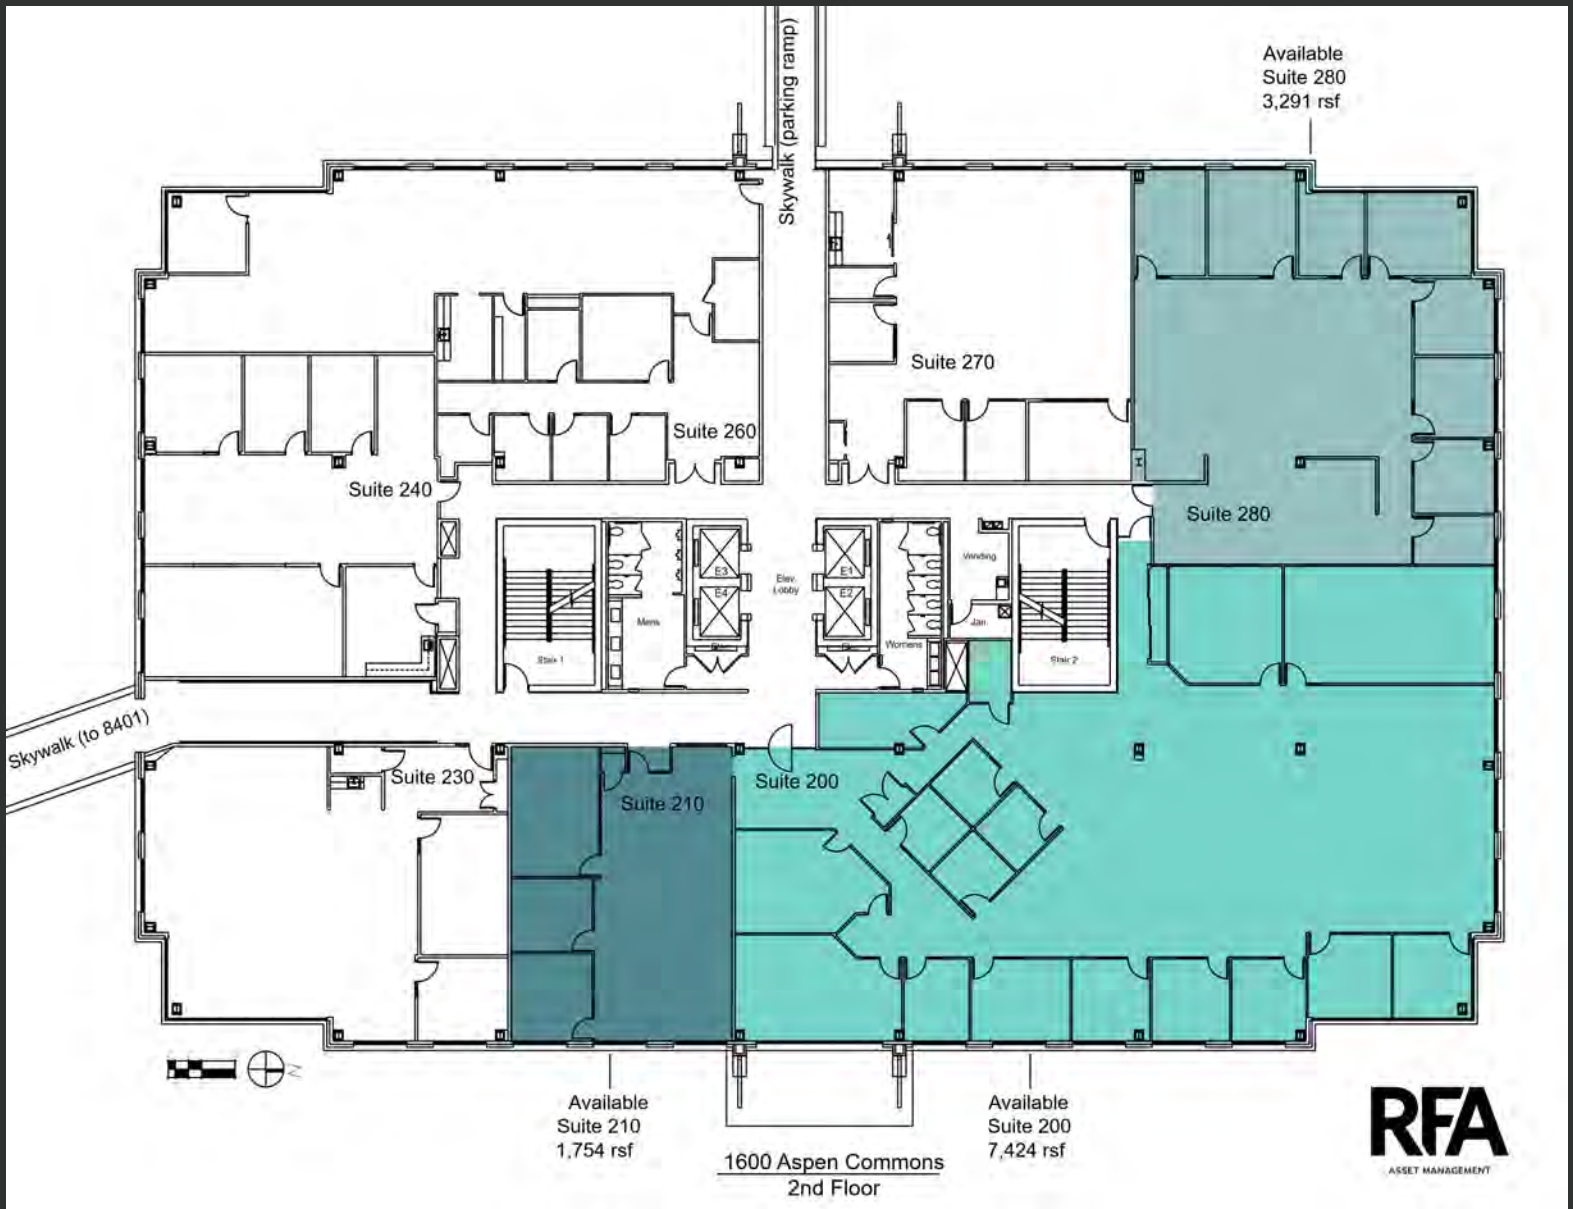 Skywalk (parking ramp)
Available
Suite 280
3,291 rsf
Suite 270
Suite 260
Suite 240
Suite 280
E3
E4
Elev.
Lobby
E1
E2
Vending
Jan.
Mens
Womens
Stair 1
Stair 2
Skywalk (to 8401)
Suite 230
Suite 210
Suite 200
N
Available
Suite 210
1,754 rsf
Available
Suite 200
7,424 rsf
1600 Aspen Commons
2nd Floor
RFA
ASSET MANAGEMENT